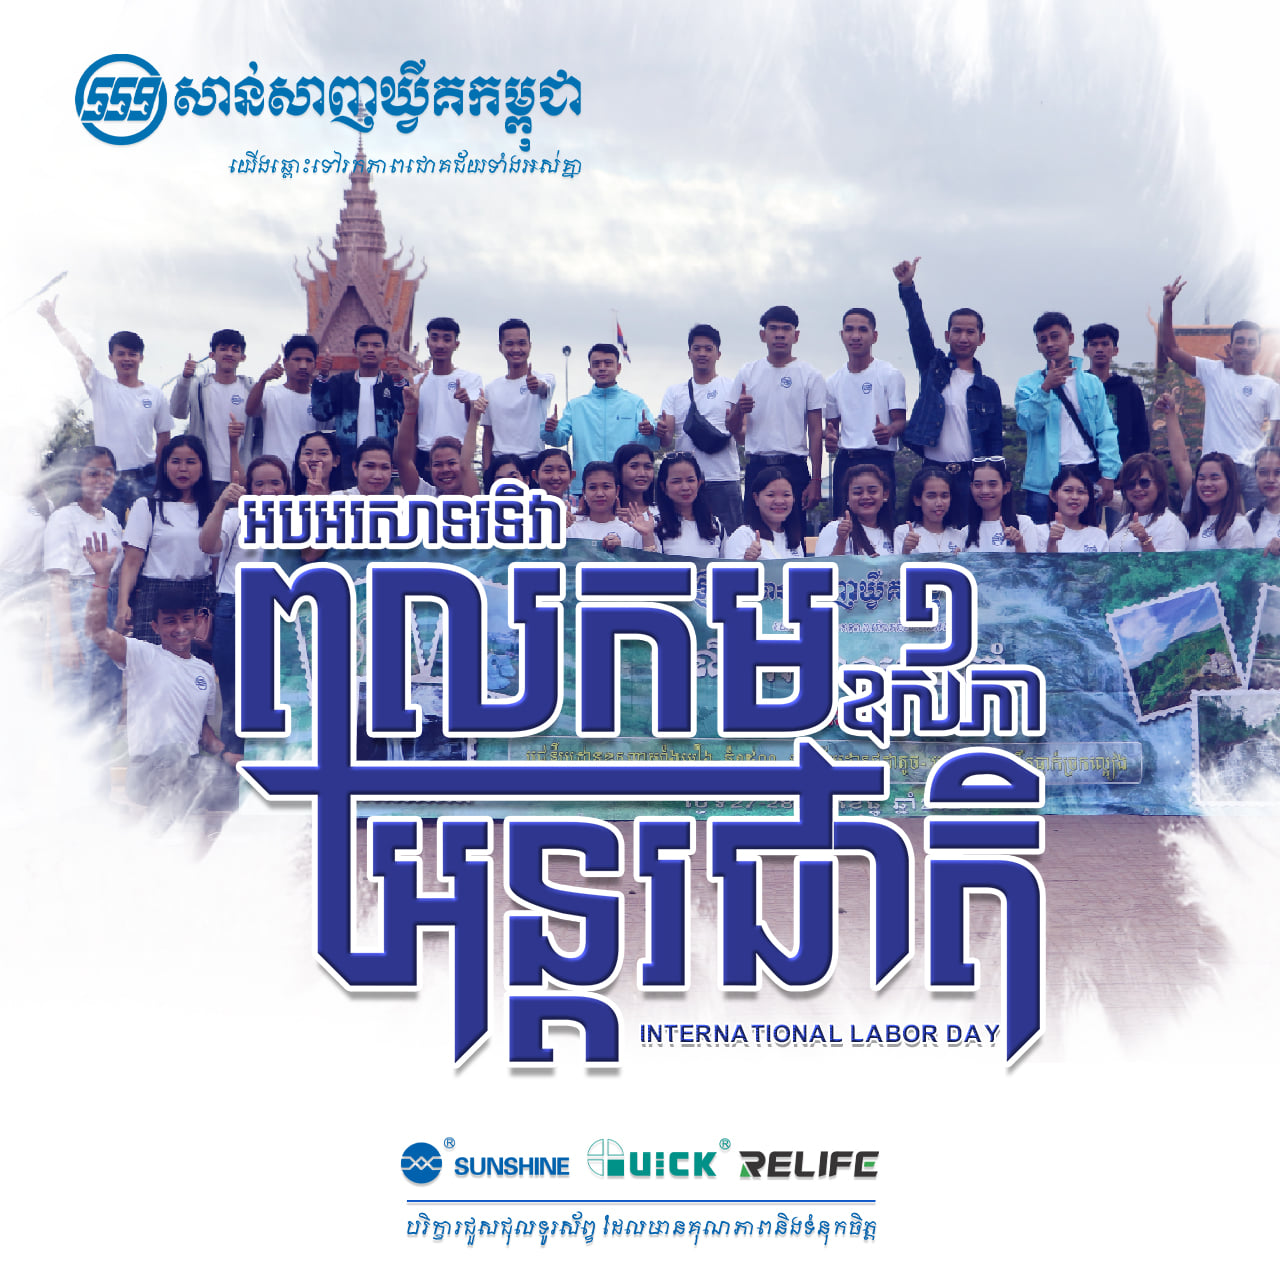 SSS សាន់សាញឃ្វីគកម្ពុជា
យើងឆ្ពោះទៅរកភាពជោគជ័យទាំងអស់គ្នា
អបអរសាទរទិវា
ពលកម្ម ១ ឧសភា
អន្តរជាតិ
INTERNATIONAL LABOR DAY
SUNSHINE® QUICK® RELIFE
បរិក្ខារជួសជុលទូរស័ព្ទ ដែលមានគុណភាពនិងទំនុកចិត្ត